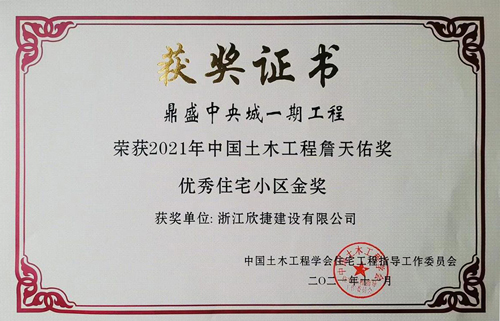 获奖证书
鼎盛中央城一期工程
荣获2021年中国土木工程詹天佑奖
优秀住宅小区金奖
获奖单位:浙江欣捷建设有限公司
中国土木工程学会住宅工程指导工作委员会